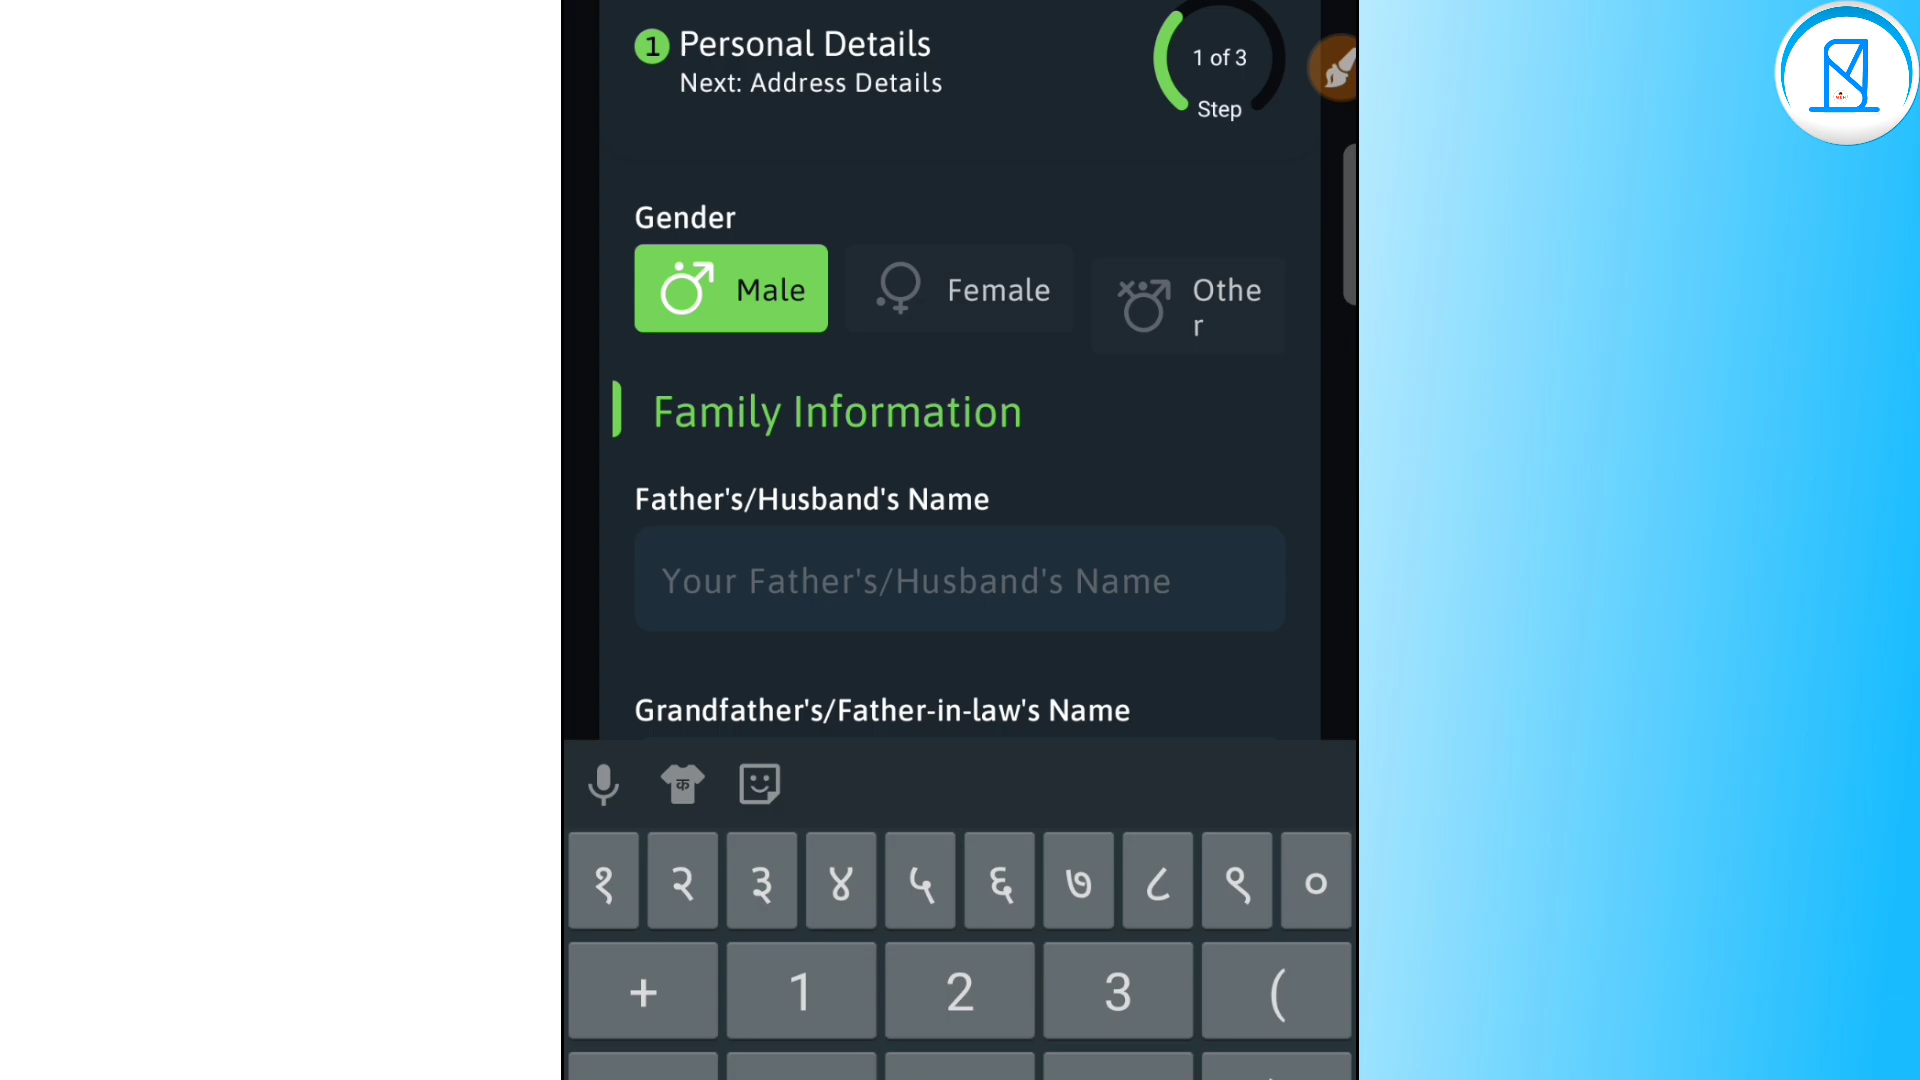 1 Personal Details
Next: Address Details
1 of 3
Step
Gender
Male
Female
Othe
r
Family Information
Father's/Husband's Name
Your Father's/Husband's Name
Grandfather's/Father-in-law's Name
क
१ २ ३ ४ ५ ६ ७ ८ ९ ०
+ 1 2 3 (